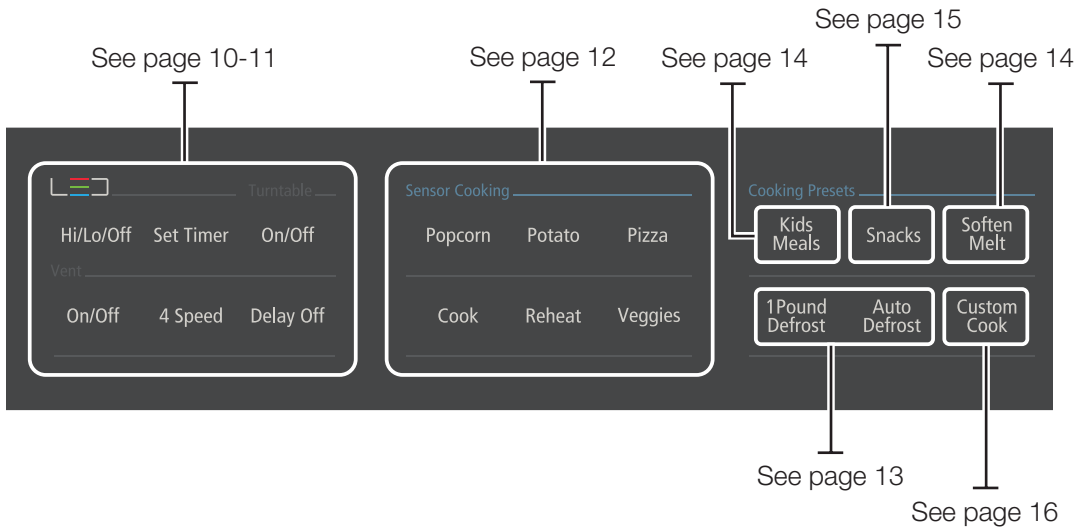 See page 15
See page 10-11
See page 12
See page 14
See page 14
LED
Turntable
Hi/Lo/Off
Set Timer
On/Off
Vent
On/Off
4 Speed
Delay Off
Sensor Cooking
Popcorn
Potato
Pizza
Cook
Reheat
Veggies
Cooking Presets
Kids
Meals
Snacks
Soften
Melt
1Pound
Defrost
Auto
Defrost
Custom
Cook
See page 13
See page 16